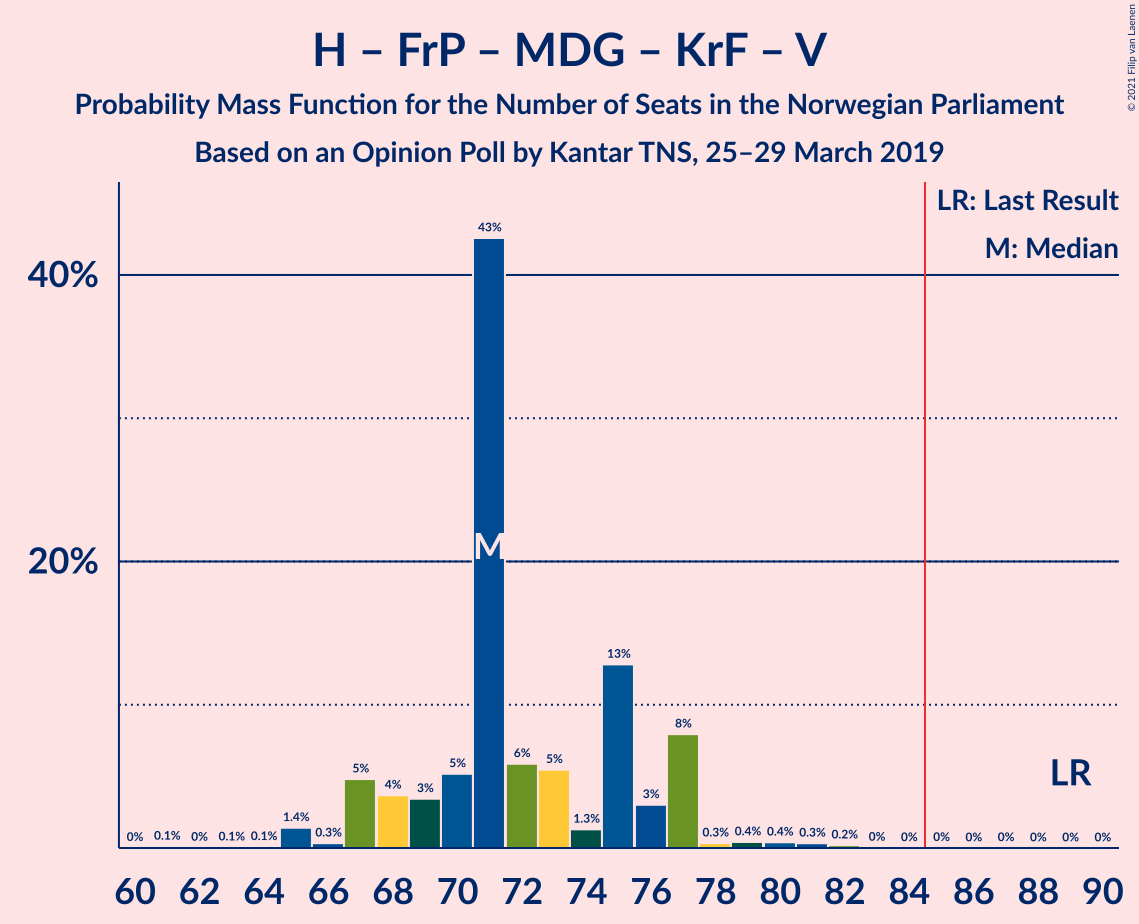 H – FrP – MDG – KrF – V
Probability Mass Function for the Number of Seats in the Norwegian Parliament
Based on an Opinion Poll by Kantar TNS, 25–29 March 2019
© 2021 Filip van Laenen
LR: Last Result
M: Median
43%
40%
M
20%
13%
8%
6%
5%
5%
5%
4%
3%
3%
1.4%
1.3%
0% 0.1% 0% 0.1% 0.1% 0.3% 0.3% 0.4% 0.4% 0.3% 0.2% 0% 0% 0% 0% 0% 0% 0% 0%
LR
60 62 64 66 68 70 72 74 76 78 80 82 84 86 88 90